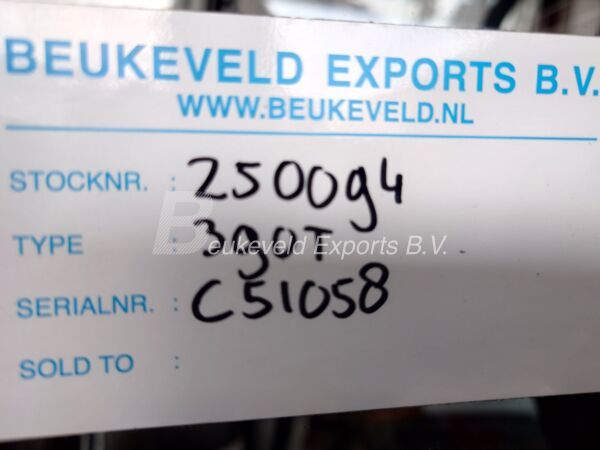 BEUKEVELD EXPORTS B.V.
WWW.BEUKEVELD.NL
STOCKNR. : 250094
TYPE : 390T
Beukeveld Exports B.V.
SERIALNR. : C51058
SOLD TO :